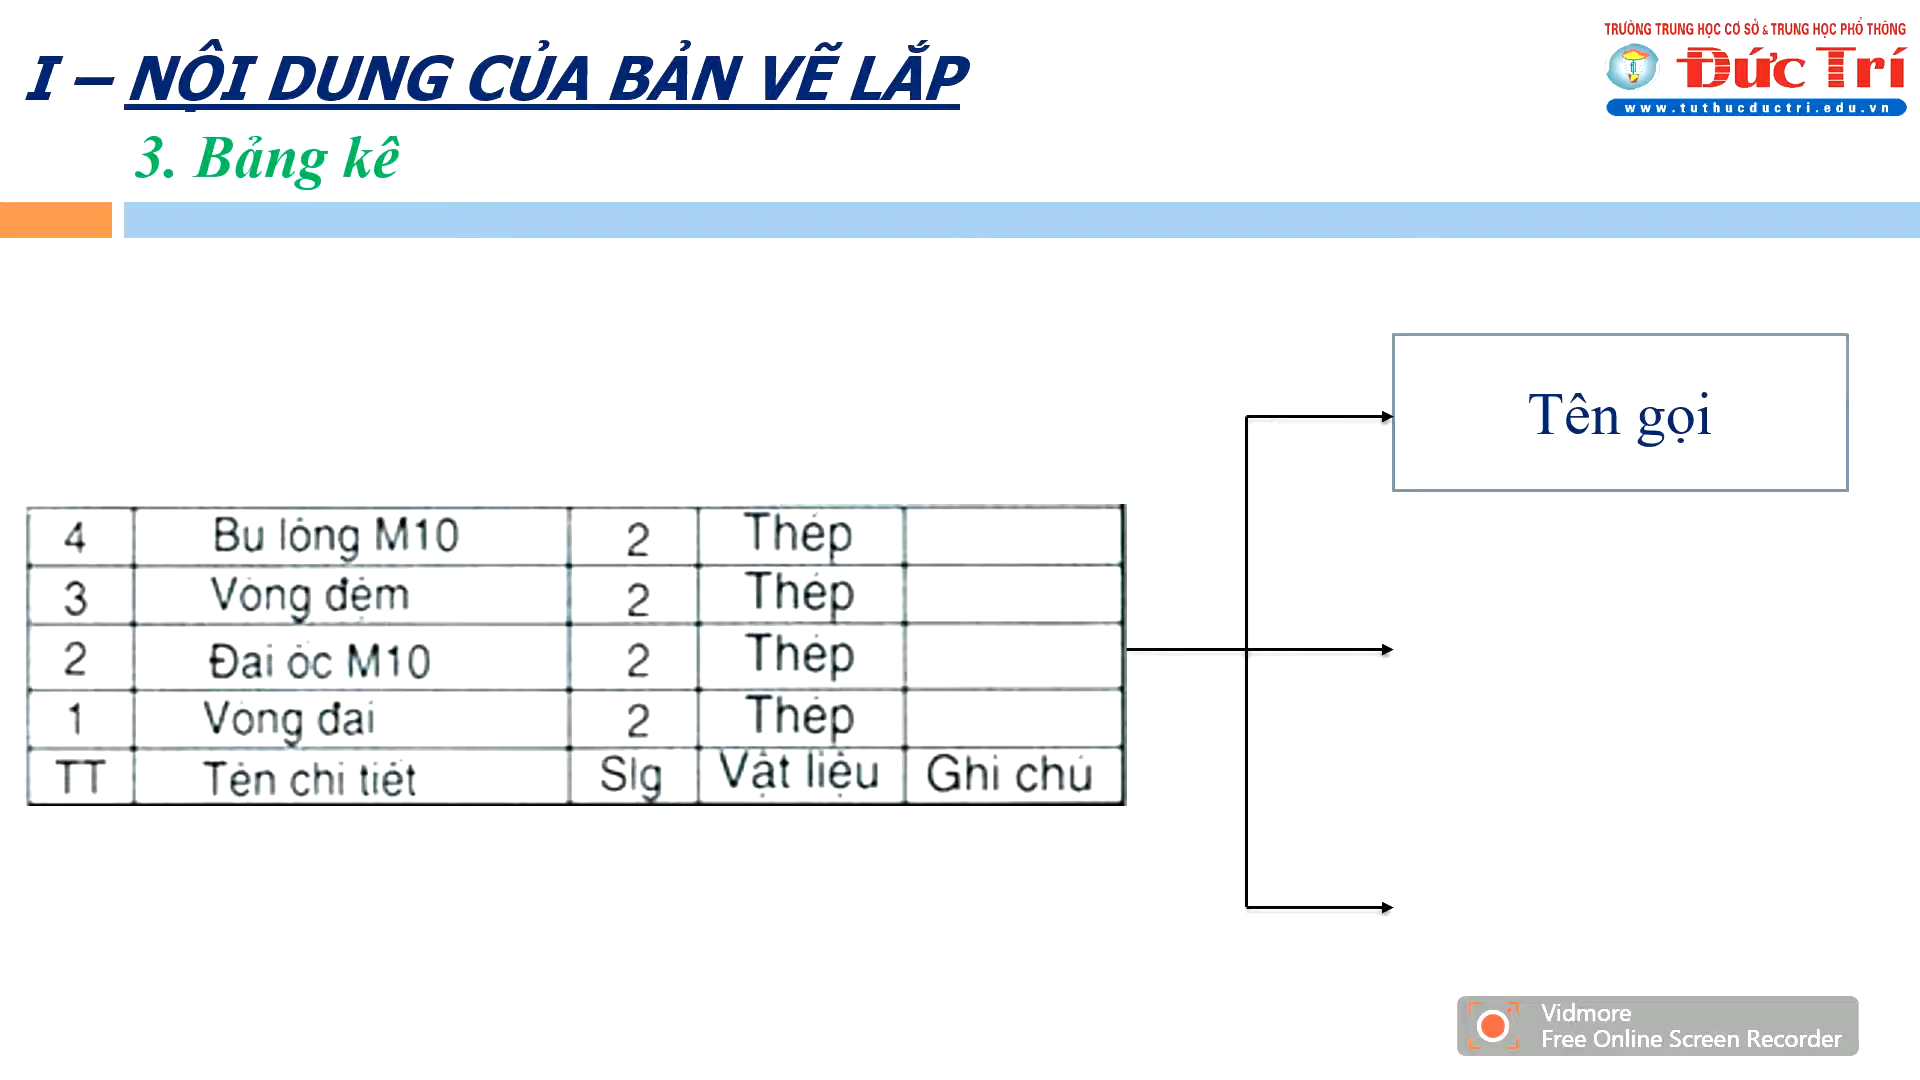 TRƯỜNG TRUNG HỌC CƠ SỞ & TRUNG HỌC PHỔ THÔNG
Đức Trí
www.tuthucductri.edu.vn
I – NỘI DUNG CỦA BẢN VẼ LẮP
3. Bảng kê
Tên gọi
4 Bu lông M10 2 Thép
3 Vòng đệm 2 Thép
2 Đai ốc M10 2 Thép
1 Vòng đai 2 Thép
TT Tên chi tiết Slg Vật liệu Ghi chú
Vidmore
Free Online Screen Recorder